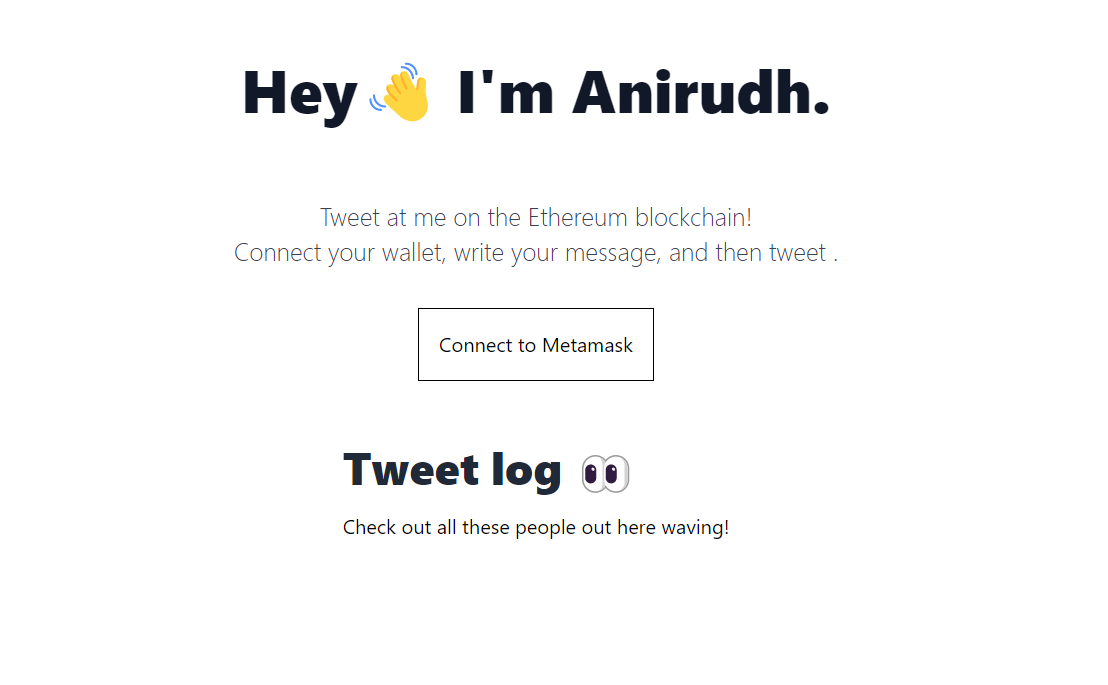 Hey 👋 I'm Anirudh.
Tweet at me on the Ethereum blockchain!
Connect your wallet, write your message, and then tweet .
Connect to Metamask
Tweet log 👀
Check out all these people out here waving!